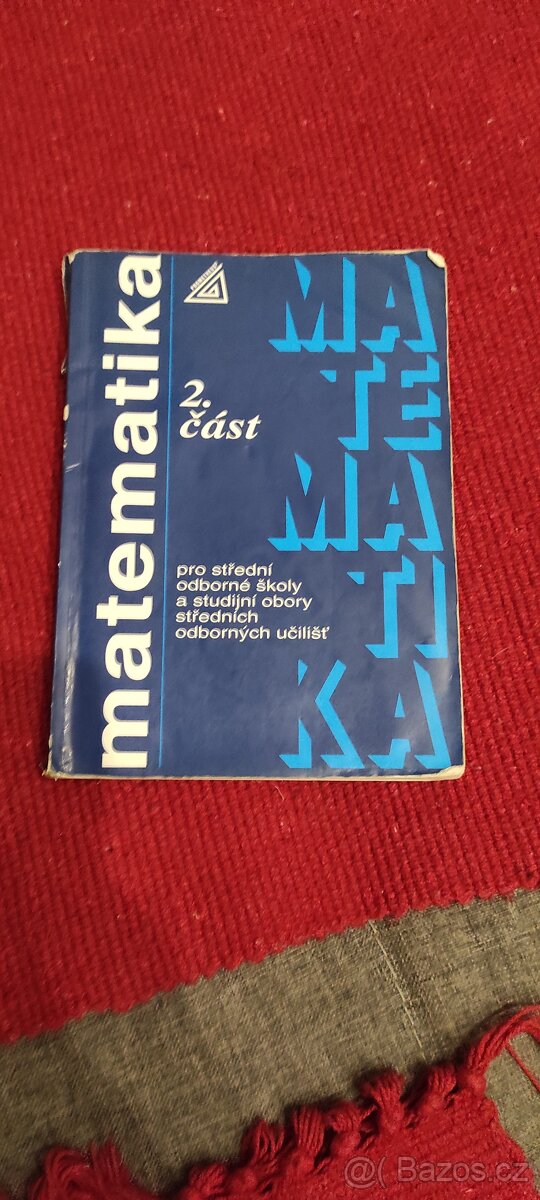 matematika
2.
část
pro střední
odborné školy
a studijní obory
středních
odborných učilišť
MA
TE
MA
TI
KA
© Bazos.cz